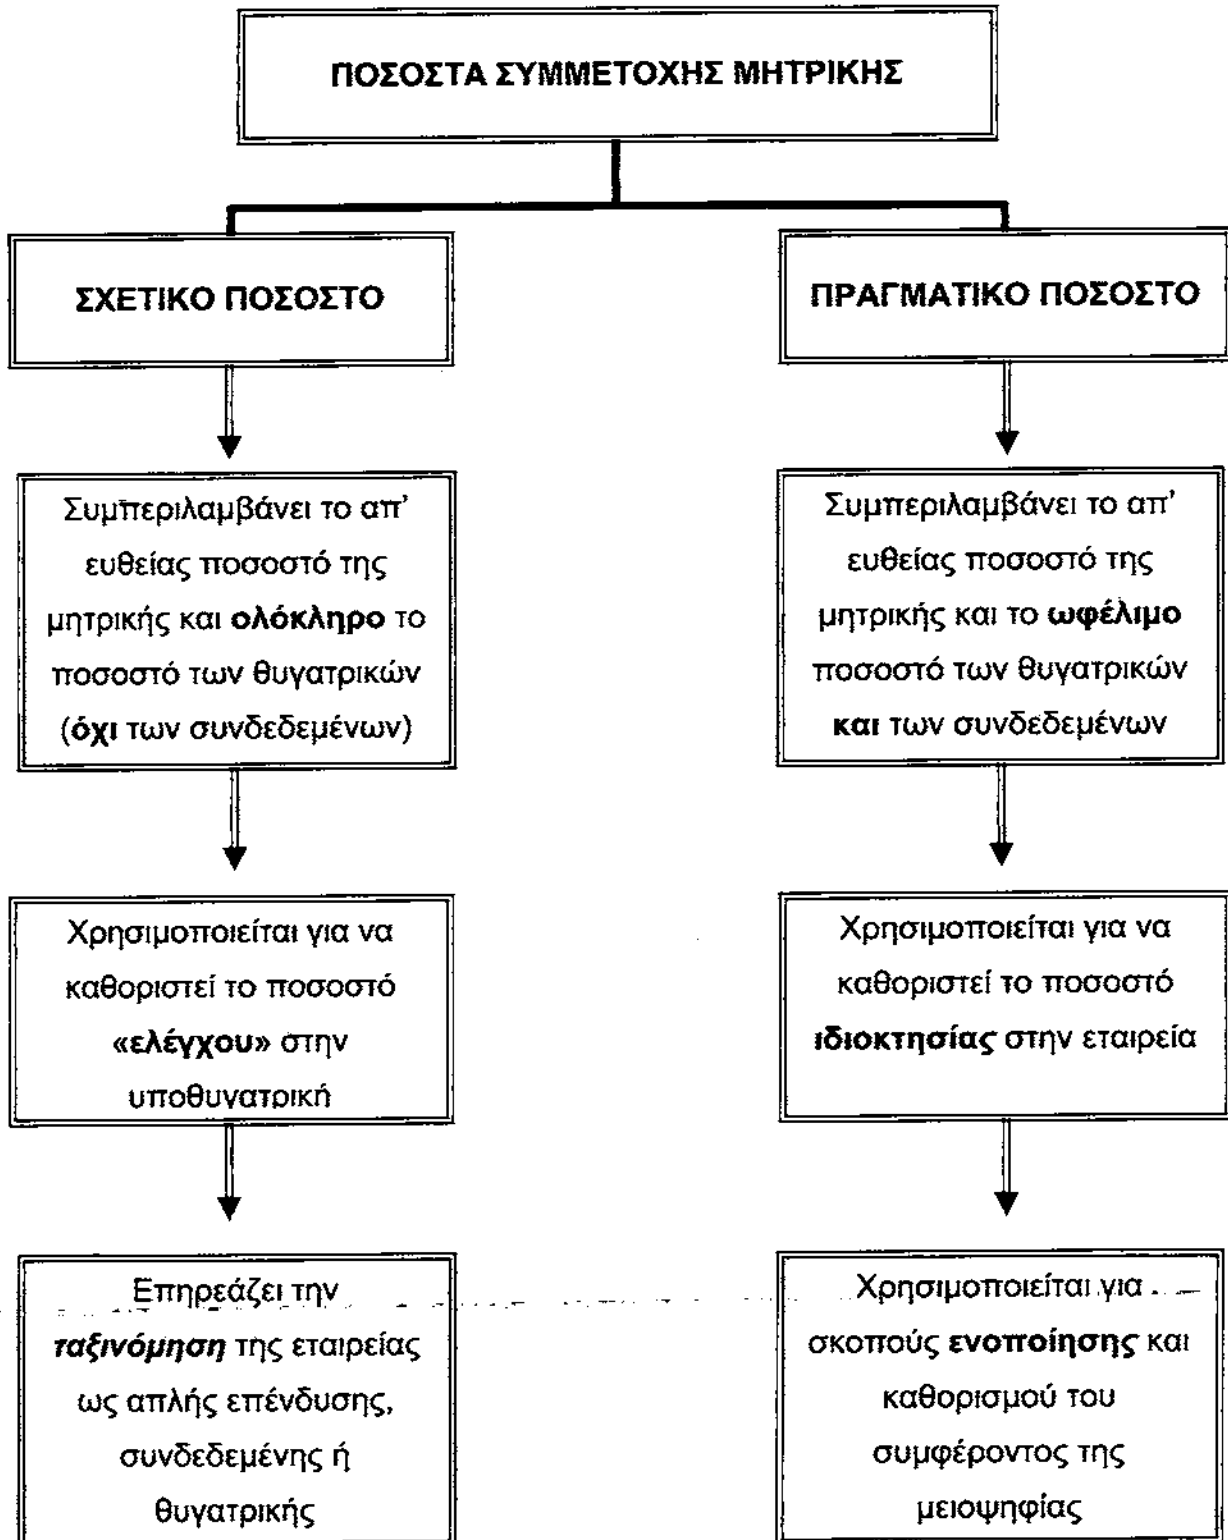 ΠΟΣΟΣΤΑ ΣΥΜΜΕΤΟΧΗΣ ΜΗΤΡΙΚΗΣ
ΣΧΕΤΙΚΟ ΠΟΣΟΣΤΟ
Συμπεριλαμβάνει το απ'
ευθείας ποσοστό της
μητρικής και ολόκληρο το
ποσοστό των θυγατρικών
(όχι των συνδεδεμένων)
Χρησιμοποιείται για να
καθοριστεί το ποσοστό
«ελέγχου» στην
υποθυγατρική
Επηρεάζει την
ταξινόμηση της εταιρείας
ως απλής επένδυσης,
συνδεδεμένης ή
θυγατρικής
ΠΡΑΓΜΑΤΙΚΟ ΠΟΣΟΣΤΟ
Συμπεριλαμβάνει το απ'
ευθείας ποσοστό της
μητρικής και το ωφέλιμο
ποσοστό των θυγατρικών
και των συνδεδεμένων
Χρησιμοποιείται για να
καθοριστεί το ποσοστό
ιδιοκτησίας στην εταιρεία
Χρησιμοποιείται για
σκοπούς ενοποίησης και
καθορισμού του
συμφέροντος της
μειοψηφίας